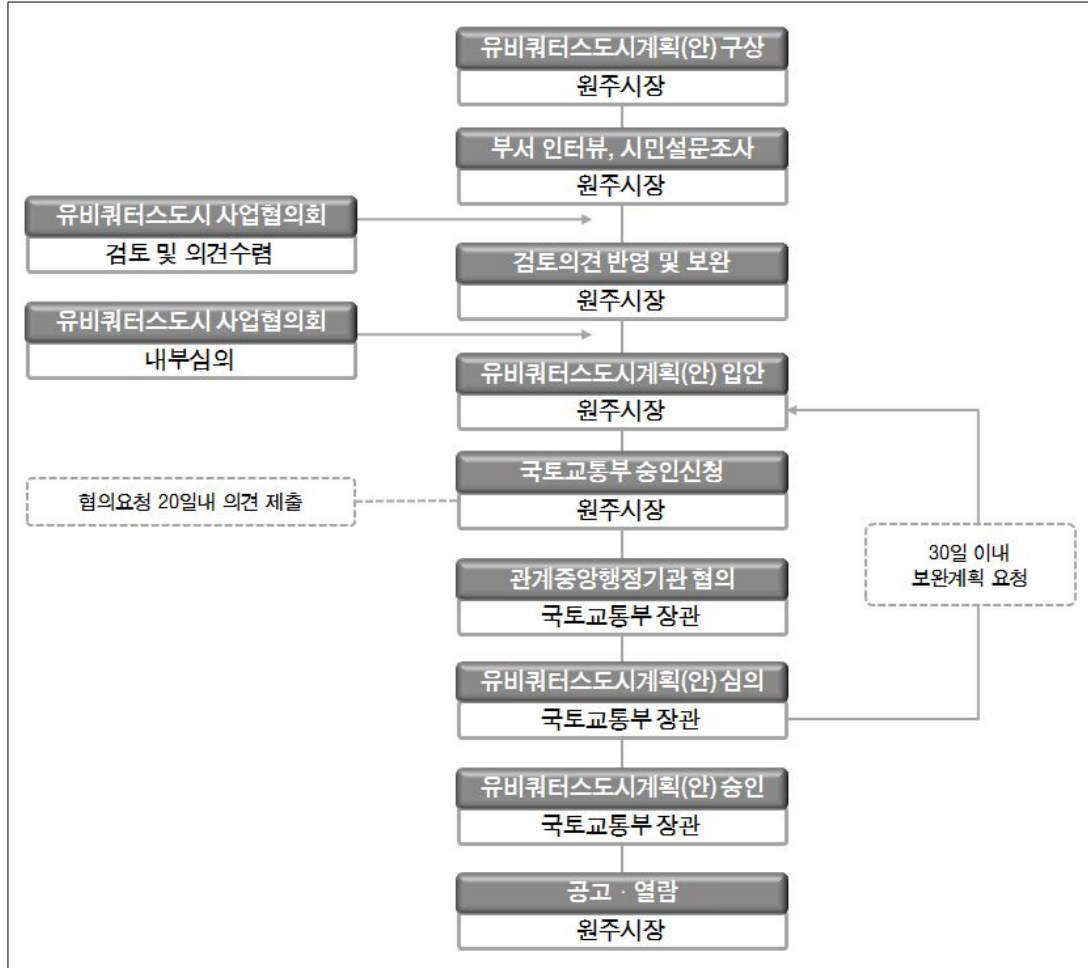 유비쿼터스도시계획(안) 구상
원주시장
부서 인터뷰, 시민설문조사
원주시장
유비쿼터스도시 사업협의회
검토 및 의견수렴
검토의견 반영 및 보완
원주시장
유비쿼터스도시 사업협의회
내부심의
유비쿼터스도시계획(안) 입안
원주시장
국토교통부 승인신청
원주시장
협의요청 20일내 의견 제출
30일 이내
보완계획 요청
관계중앙행정기관 협의
국토교통부 장관
유비쿼터스도시계획(안) 심의
국토교통부 장관
유비쿼터스도시계획(안) 승인
국토교통부 장관
공고 · 열람
원주시장